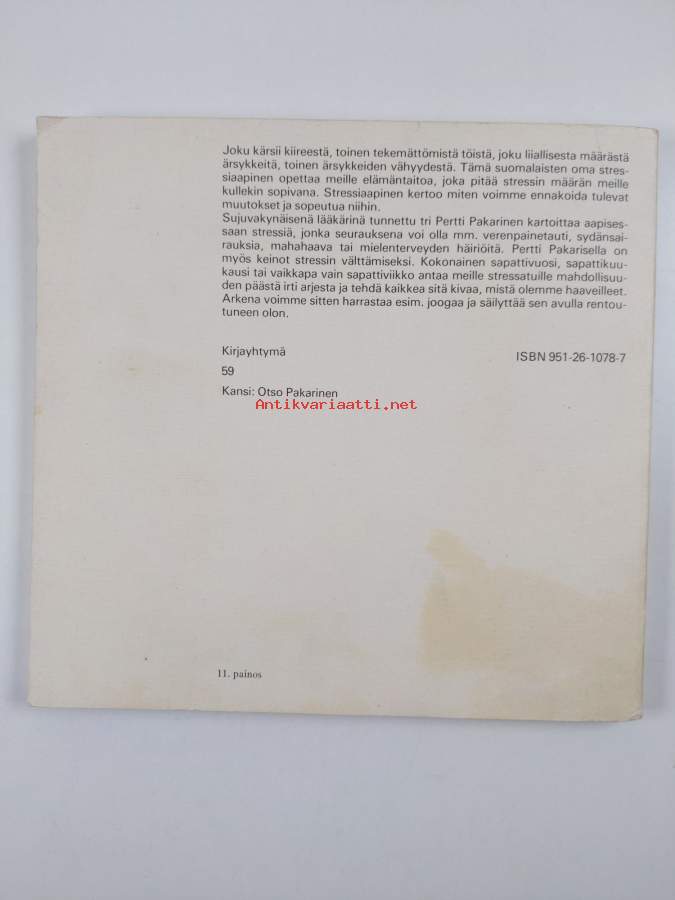 Joku kärsii kiireestä, toinen tekemättömistä töistä, joku liiallisesta määrästä
ärsykkeitä, toinen ärsykkeiden vähyydestä. Tämä suomalaisten oma stres-
siaapinen opettaa meille elämäntaitoa, joka pitää stressin määrän meille
kullekin sopivana. Stressiaapinen kertoo miten voimme ennakoida tulevat
muutokset ja sopeutua niihin.
Sujuvakynäisenä lääkärinä tunnettu tri Pertti Pakarinen kartoittaa aapises-
saan stressiä, jonka seurauksena voi olla mm. verenpainetauti, sydänsai-
rauksia, mahahaava tai mielenterveyden häiriöitä. Pertti Pakarisella on
myös keinot stressin välttämiseksi. Kokonainen sapattivuosi, sapattikuu-
kausi tai vaikkapa vain sapattiviikko antaa meille stressatuille mahdollisuu-
den päästä irti arjesta ja tehdä kaikkea sitä kivaa, mistä olemme haaveilleet.
Arkena voimme sitten harrastaa esim. joogaa ja säilyttää sen avulla rentou-
tuneen olon.
Kirjayhtymä
ISBN 951-26-1078-7
59
Kansi: Otso Pakarinen
Antikvariaatti.net
11. painos